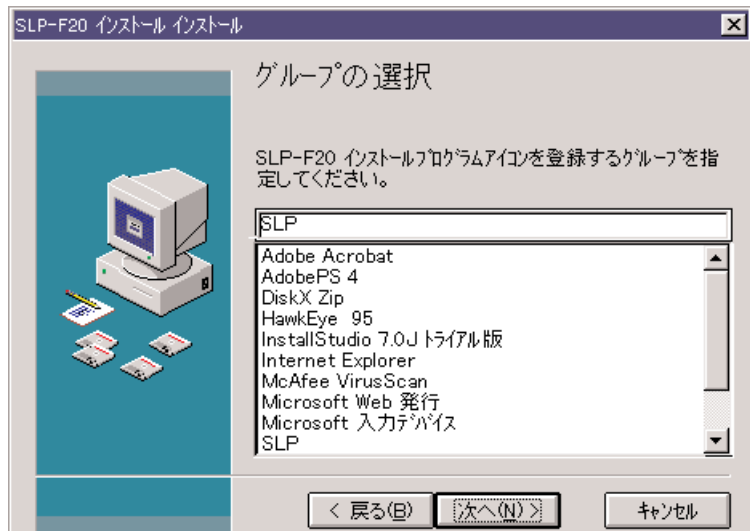 SLP-F20 ｲﾝｽﾄｰﾙ ｲﾝｽﾄｰﾙ
グループの選択
SLP-F20 ｲﾝｽﾄｰﾙﾌﾟﾛｸﾞﾗﾑｱｲｺﾝを登録するｸﾞﾙｰﾌﾟを指
定してください。
SLP
Adobe Acrobat
AdobePS 4
DiskX Zip
HawkEye 95
InstallStudio 7.0J ﾄﾗｲｱﾙ版
Internet Explorer
McAfee VirusScan
Microsoft Web 発行
Microsoft 入力ﾃﾞﾊﾞｲｽ
SLP
< 戻る(B) 次へ(N) > ｷｬﾝｾﾙ